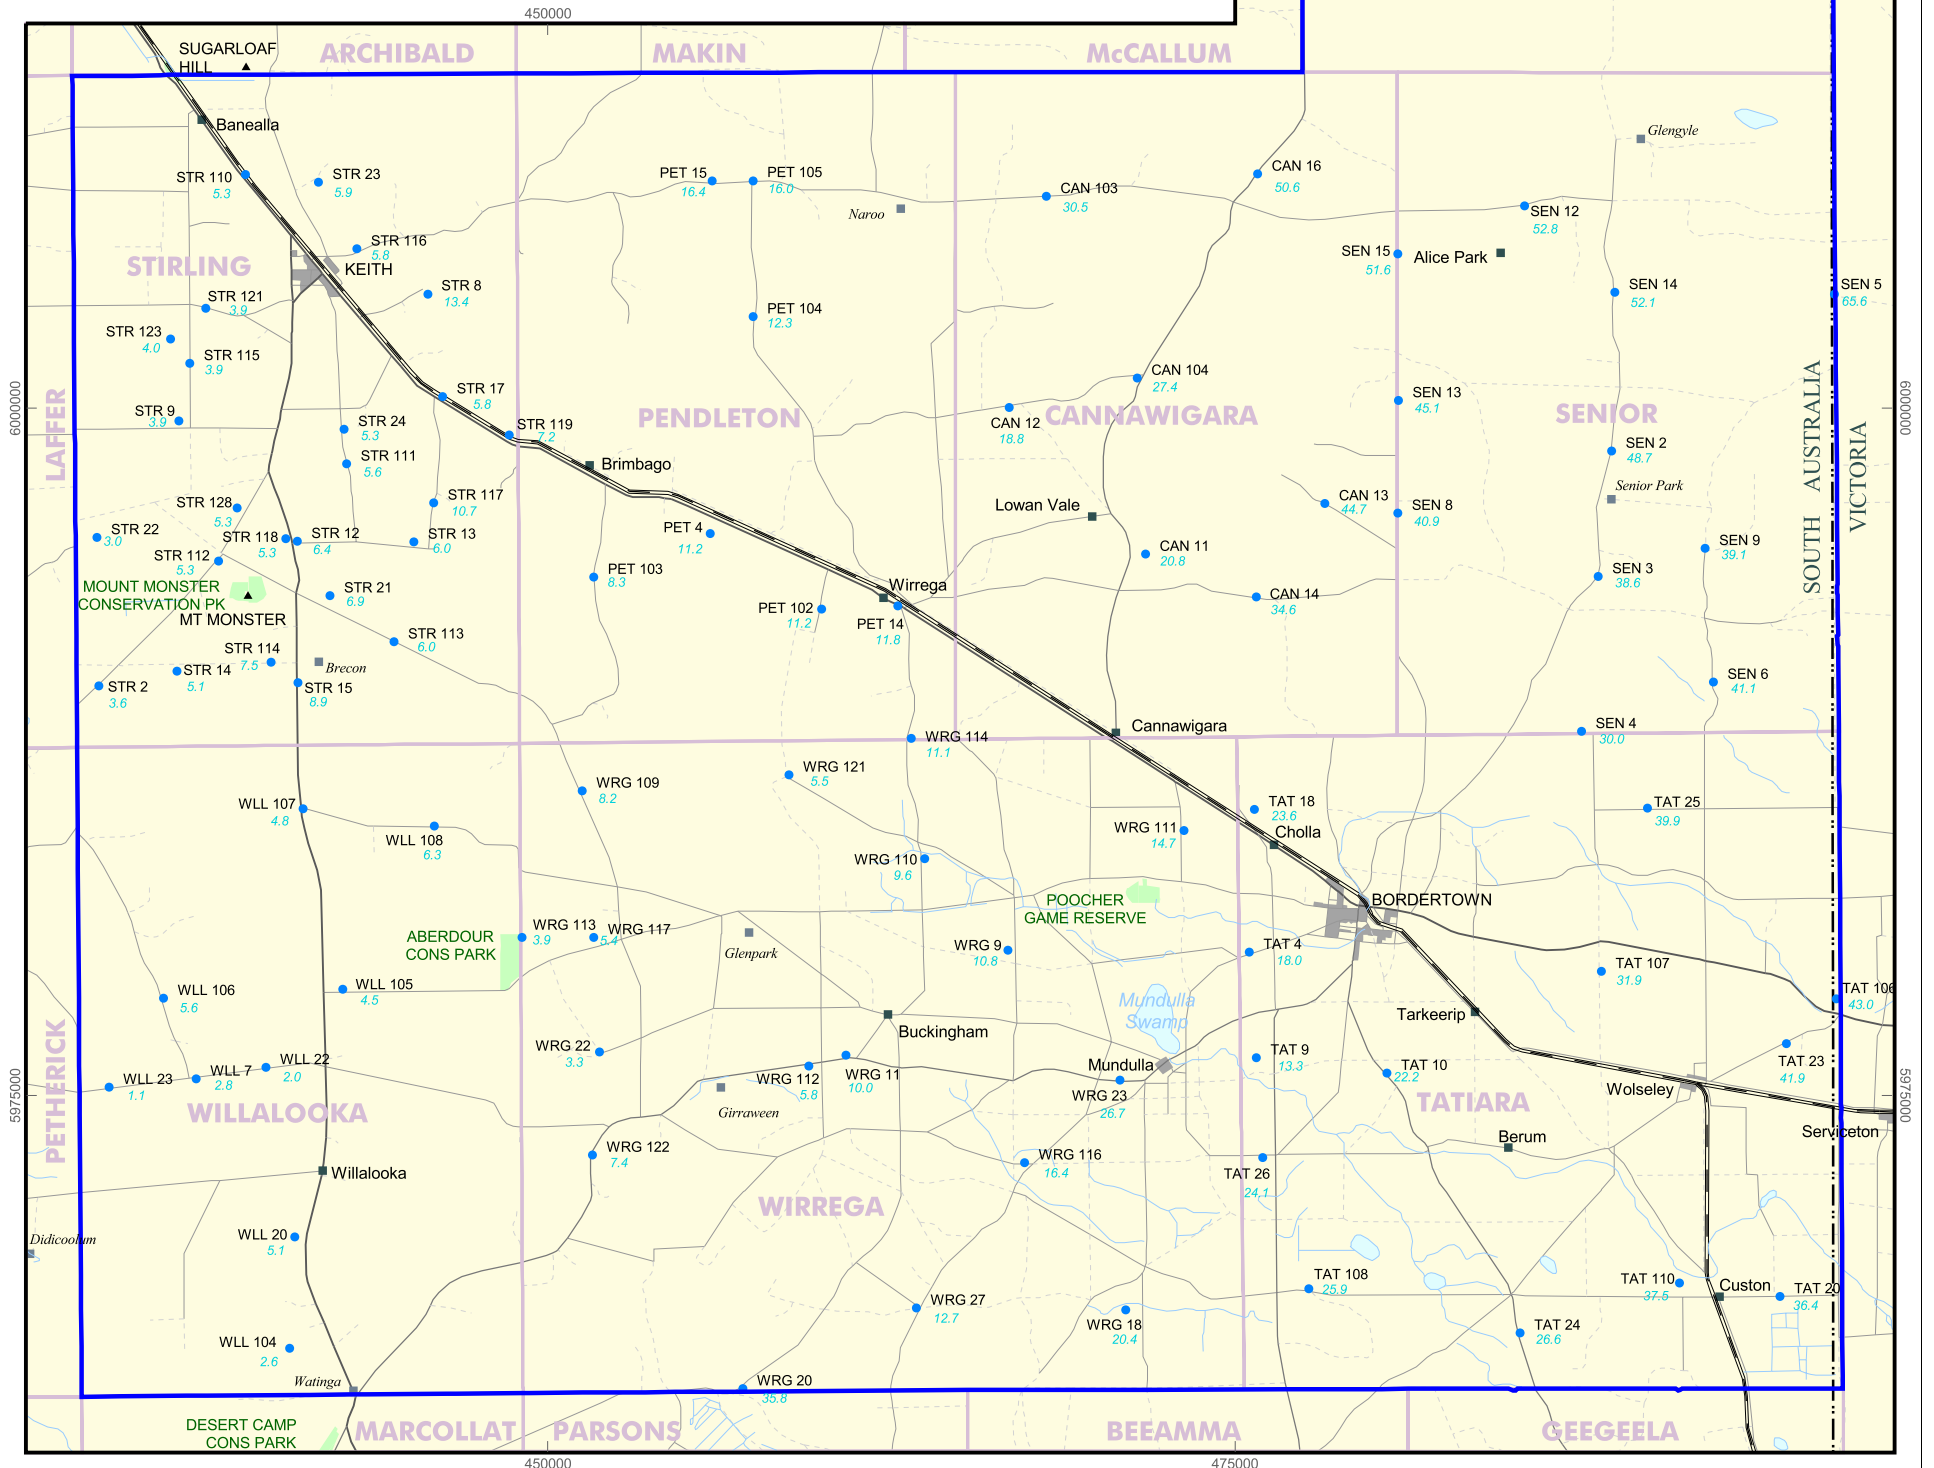 450000
SUGARLOAF
HILL
ARCHIBALD
MAKIN
McCALLUM
Banealla
Glengyle
STR 110
5.3
STR 23
5.9
PET 15
16.4
PET 105
16.0
CAN 103
30.5
CAN 16
50.6
Naroo
SEN 12
52.8
STR 116
5.8
STIRLING
KEITH
SEN 15
51.6
Alice Park
STR 8
13.4
SEN 14
52.1
SEN 5
65.6
STR 121
3.9
PET 104
12.3
STR 123
4.0
STR 115
3.9
CAN 104
27.4
STR 17
5.8
SEN 13
45.1
6000000
6000000
LAFFER
STR 9
3.9
STR 24
5.3
STR 119
7.2
PENDLETON
CAN 12
18.8
CANNAWIGARA
SENIOR
SOUTH AUSTRALIA
VICTORIA
STR 111
5.6
Brimbago
SEN 2
48.7
Senior Park
STR 128
5.3
STR 117
10.7
Lowan Vale
CAN 13
44.7
SEN 8
40.9
STR 22
3.0
STR 118
5.3
STR 12
6.4
STR 13
6.0
PET 4
11.2
CAN 11
20.8
SEN 9
39.1
STR 112
5.3
PET 103
8.3
SEN 3
38.6
MOUNT MONSTER
CONSERVATION PK
MT MONSTER
STR 21
6.9
Wirrega
PET 102
11.2
PET 14
11.8
CAN 14
34.6
STR 113
6.0
STR 114
7.5
Brecon
STR 14
5.1
STR 2
3.6
STR 15
8.9
SEN 6
41.1
Cannawigara
SEN 4
30.0
WRG 114
11.1
WRG 121
5.5
WRG 109
8.2
WLL 107
4.8
TAT 18
23.6
TAT 25
39.9
WRG 111
14.7
Cholla
WLL 108
6.3
WRG 110
9.6
POOCHER
GAME RESERVE
BORDERTOWN
ABERDOUR
CONS PARK
WRG 113
3.9
WRG 117
5.4
Glenpark
WRG 9
10.8
TAT 4
18.0
TAT 107
31.9
WLL 106
5.6
WLL 105
4.5
Mundulla
Swamp
TAT 106
43.0
Tarkeerip
Buckingham
PETHERICK
WRG 22
3.3
Mundulla
TAT 9
13.3
TAT 10
22.2
TAT 23
41.9
5975000
5975000
WLL 23
1.1
WLL 7
2.8
WLL 22
2.0
WRG 112
5.8
WRG 11
10.0
WRG 23
26.7
Wolseley
WILLALOOKA
Girraween
TATIARA
Serviceton
Berum
WRG 122
7.4
WRG 116
16.4
TAT 26
24.1
Willalooka
WIRREGA
Didicoolum
WLL 20
5.1
TAT 108
25.9
TAT 110
37.5
Custon
TAT 20
36.4
WRG 27
12.7
WRG 18
20.4
TAT 24
26.6
WLL 104
2.6
Watinga
WRG 20
35.8
DESERT CAMP
CONS PARK
MARCOLLAT
PARSONS
BEEAMMA
GEEGEELA
450000
475000